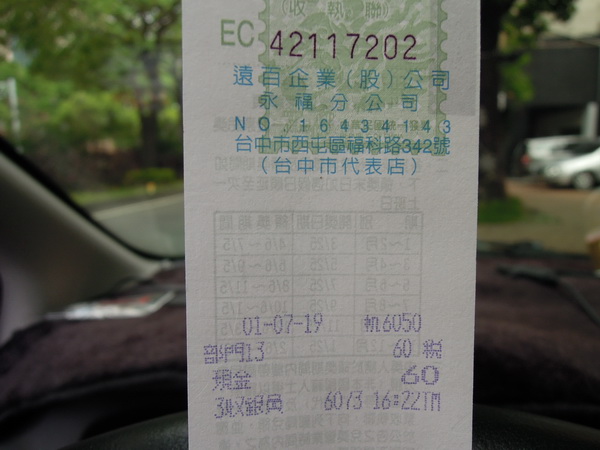 (收執聯)
EC 42117202
遠百企業(股)公司
永福分公司
NO:16434143
台中市西屯區福科路342號
(台中市代表店)
01-07-19 机6050
部門13 60 稅
現金 60
3收銀員 6073 16:22TM